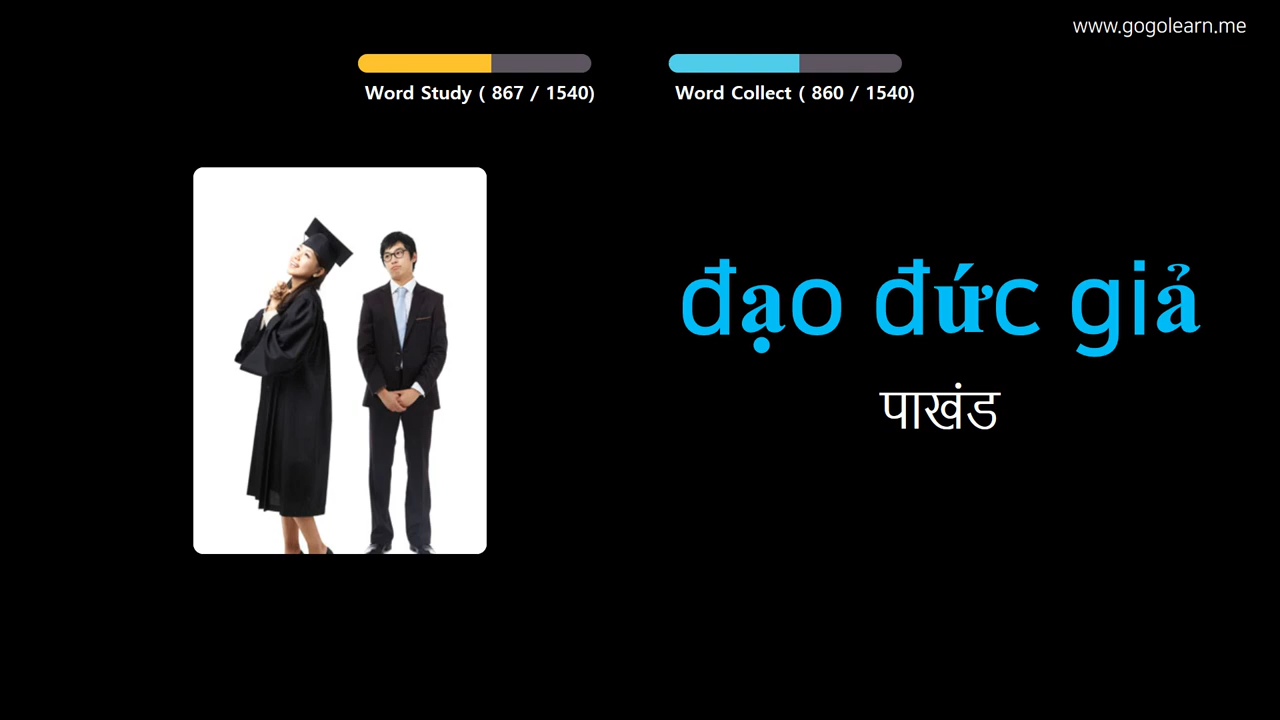 www.gogolearn.me
Word Study ( 867 / 1540)
Word Collect ( 860 / 1540)
đạo đức giả
पाखंड